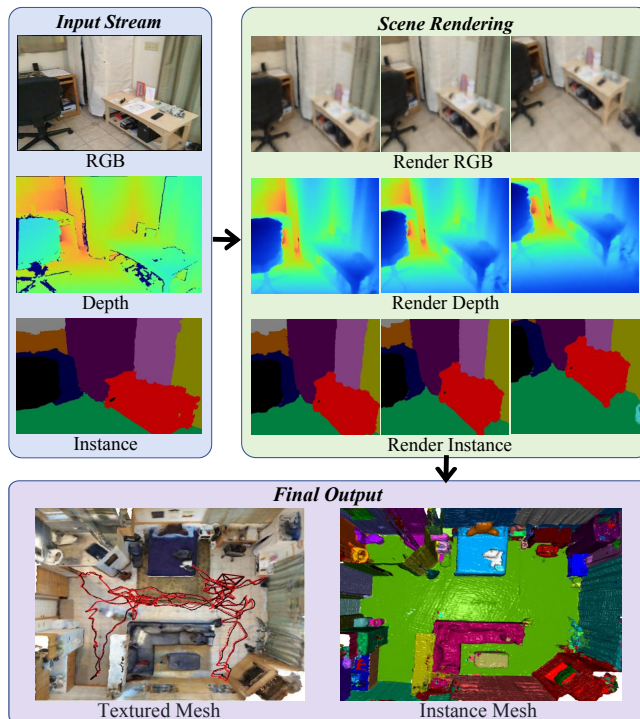 Input Stream
Scene Rendering
RGB
Render RGB
Depth
Render Depth
Instance
Render Instance
Final Output
Textured Mesh
Instance Mesh